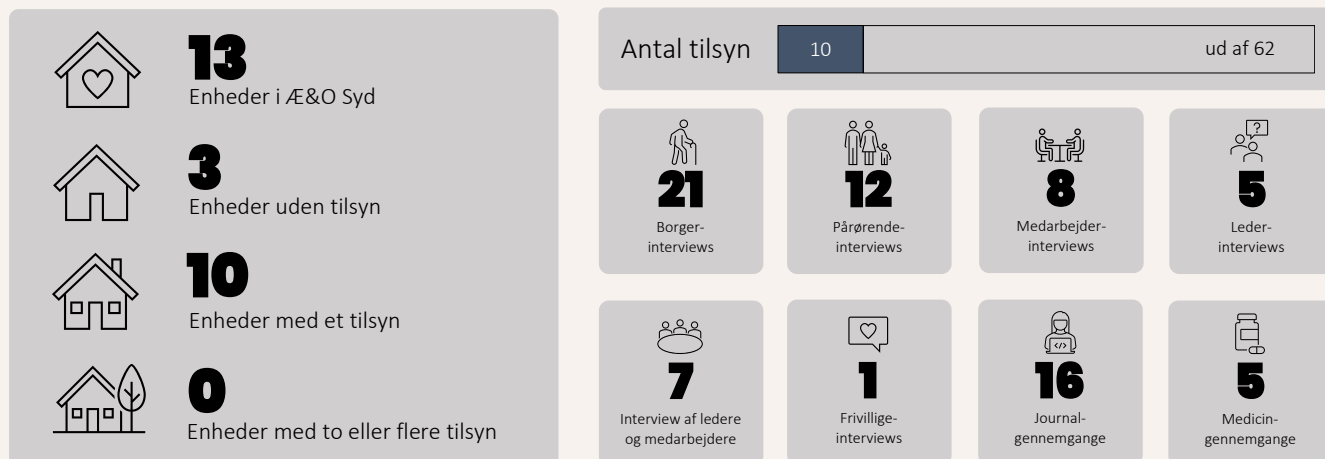 13
Enheder i Æ&O Syd
3
Enheder uden tilsyn
10
Enheder med et tilsyn
0
Enheder med to eller flere tilsyn
Antal tilsyn
10
ud af 62
21
Borger-
interviews
12
Pårørende-
interviews
8
Medarbejder-
interviews
?
5
Leder-
interviews
7
Interview af ledere
og medarbejdere
1
Frivillige-
interviews
</>
16
Journal-
gennemgange
5
Medicin-
gennemgange